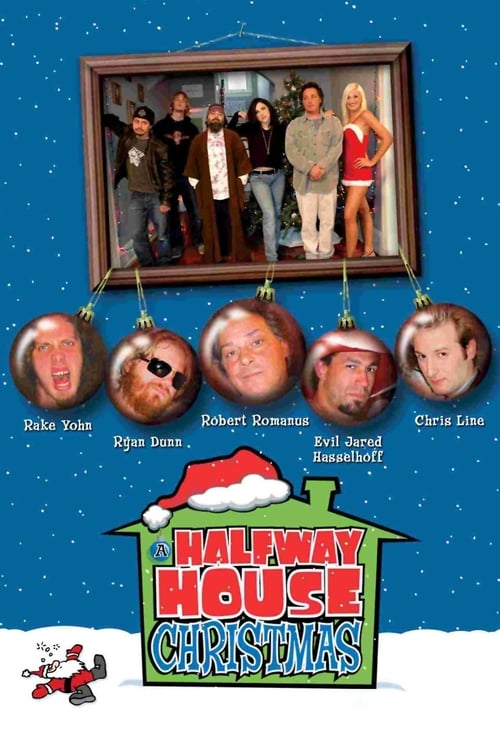 Rake Yohn
Ryan Dunn
Robert Romanus
Evil Jared
Hasselhoff
Chris Line
A
HALFWAY
HOUSE
CHRISTMAS